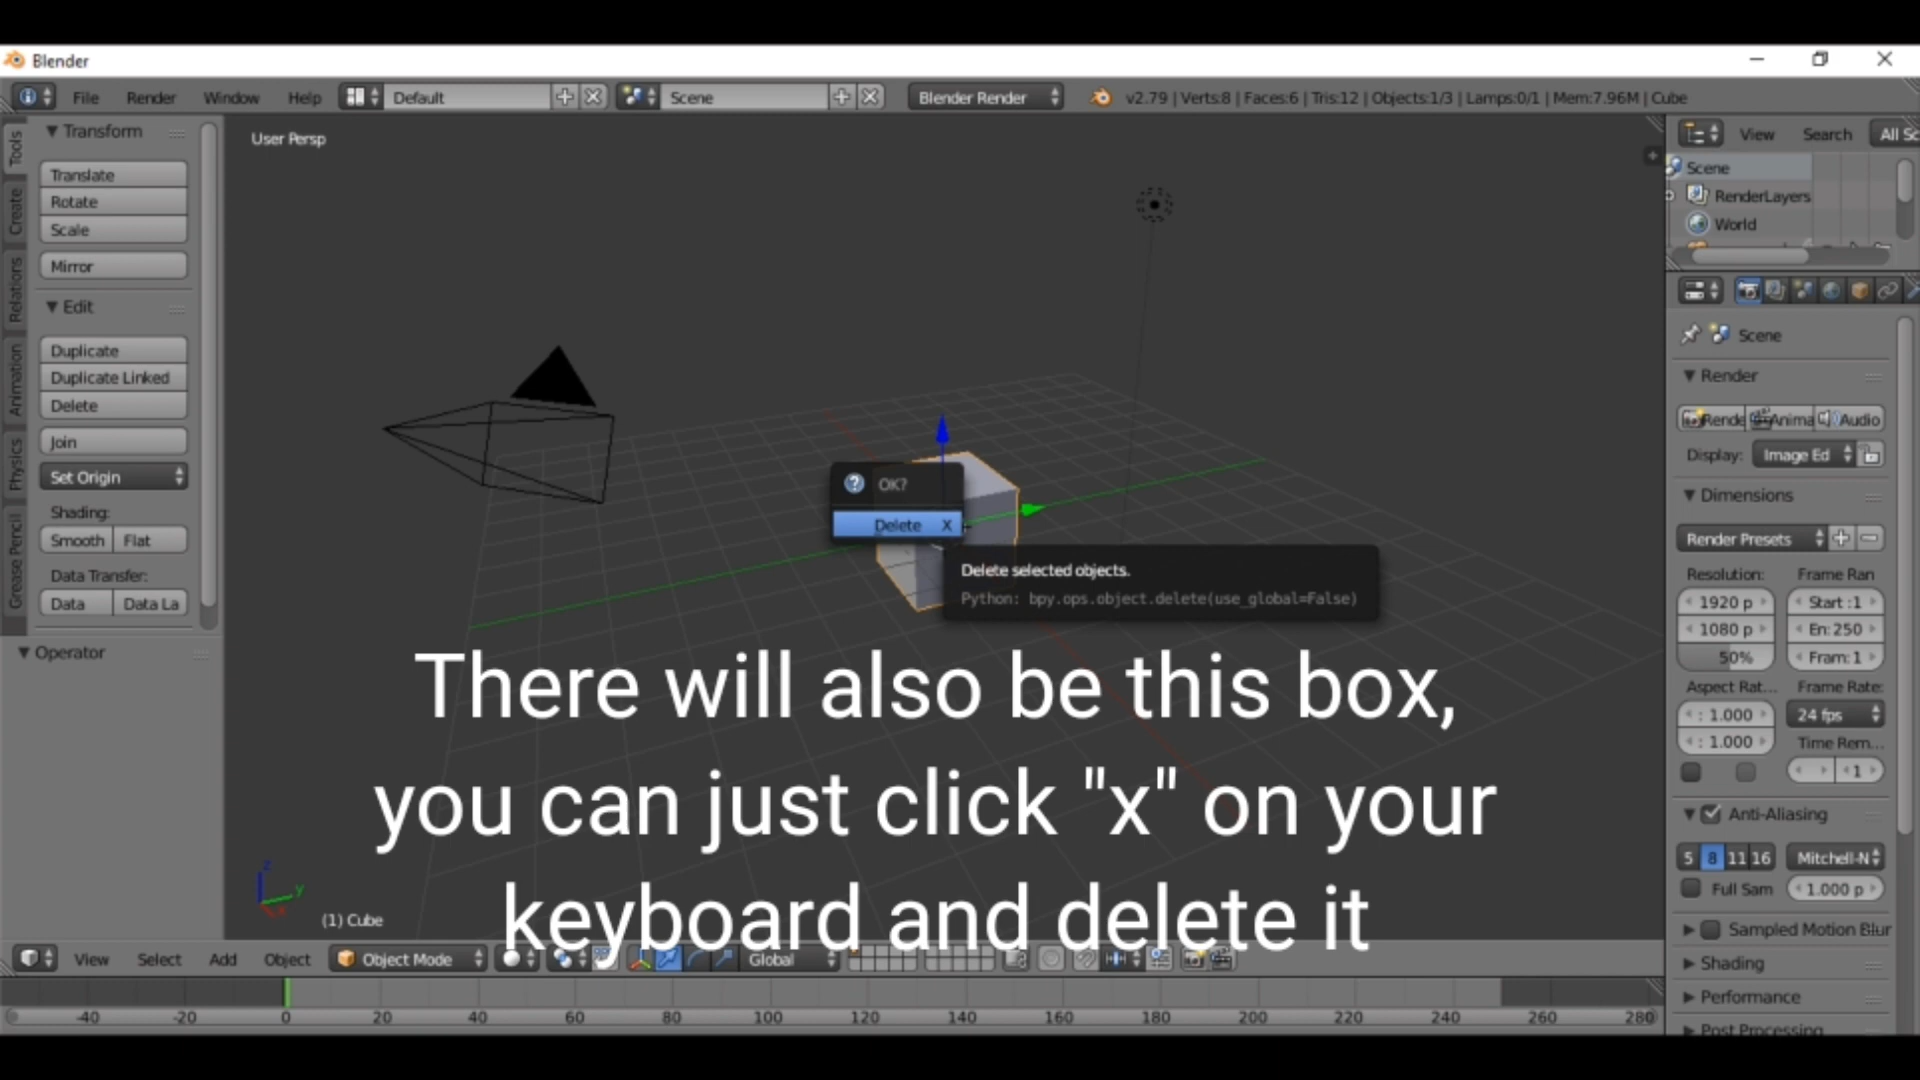 Blender
File Render Window Help Default Scene Blender Render v2.79 | Verts:8 | Faces:6 | Tris:12 | Objects:1/3 | Lamps:0/1 | Mem:7.96M | Cube
Tools
Create
Relations
Animation
Physics
Grease Pencil
Transform
Translate
Rotate
Scale
Mirror
Edit
Duplicate
Duplicate Linked
Delete
Join
Set Origin
Shading:
Smooth Flat
Data Transfer:
Data Data La
Operator
User Persp
OK?
Delete X
Delete selected objects.
Python: bpy.ops.object.delete(use_global=False)
There will also be this box,
you can just click "x" on your
keyboard and delete it
z
y
x
(1) Cube
View Select Add Object Object Mode Global
-40 -20 0 20 40 60 80 100 120 140 160 180 200 220 240 260 280
View Search All Sc
Scene
RenderLayers
World
Scene
Render
Rende Anima Audio
Display: Image Ed
Dimensions
Render Presets
Resolution: Frame Ran
1920 p Start :1
1080 p En: 250
50% Fram: 1
Aspect Rat... Frame Rate:
: 1.000 24 fps
: 1.000 Time Rem...
1
Anti-Aliasing
5 8 11 16 Mitchell-N
Full Sam 1.000 p
Sampled Motion Blur
Shading
Performance
Post Processing